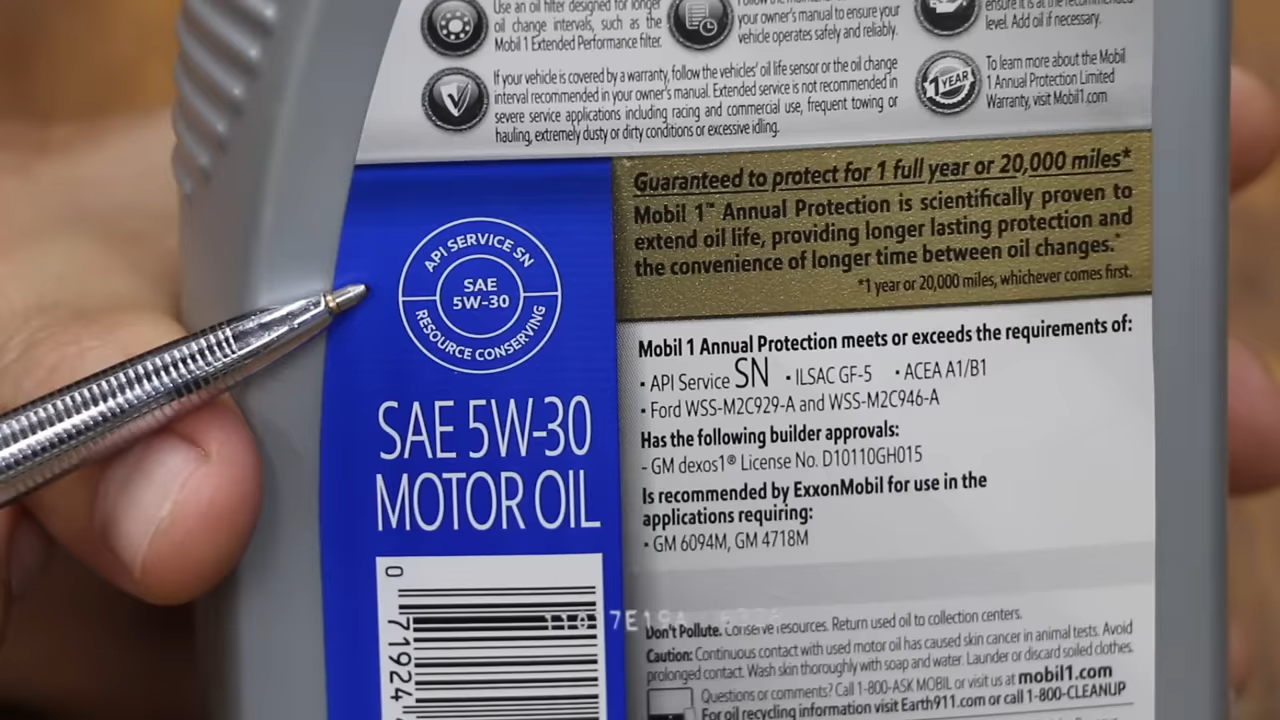 Use an oil filter designed for longer
oil change intervals, such as the
Mobil 1 Extended Performance filter.
your owner's manual to ensure your
vehicle operates safely and reliably.
ensure it is at the recommended
level. Add oil if necessary.
If your vehicle is covered by a warranty, follow the vehicles' oil life sensor or the oil change
interval recommended in your owner's manual. Extended service is not recommended in
severe service applications including racing and commercial use, frequent towing or
hauling, extremely dusty or dirty conditions or excessive idling.
1 YEAR
To learn more about the Mobil
1 Annual Protection Limited
Warranty, visit Mobil1.com
Guaranteed to protect for 1 full year or 20,000 miles*
Mobil 1™ Annual Protection is scientifically proven to
extend oil life, providing longer lasting protection and
the convenience of longer time between oil changes.*
*1 year or 20,000 miles, whichever comes first.
API SERVICE SN
SAE
5W-30
RESOURCE CONSERVING
SAE 5W-30
MOTOR OIL
0 71924
Mobil 1 Annual Protection meets or exceeds the requirements of:
• API Service SN • ILSAC GF-5 • ACEA A1/B1
• Ford WSS-M2C929-A and WSS-M2C946-A
Has the following builder approvals:
- GM dexos1® License No. D10110GH015
Is recommended by ExxonMobil for use in the
applications requiring:
• GM 6094M, GM 4718M
Don't Pollute. Conserve resources. Return used oil to collection centers.
Caution: Continuous contact with used motor oil has caused skin cancer in animal tests. Avoid
prolonged contact. Wash skin thoroughly with soap and water. Launder or discard soiled clothes.
Questions or comments? Call 1-800-ASK MOBIL or visit us at mobil1.com
For oil recycling information visit Earth911.com or call 1-800-CLEANUP